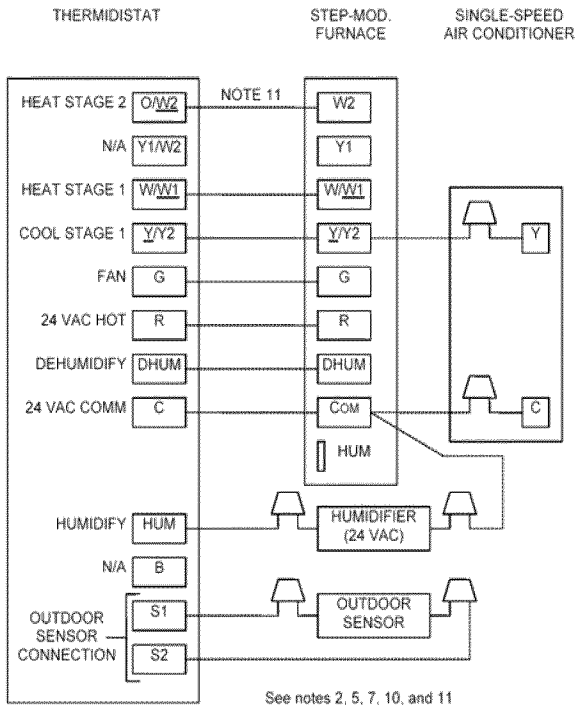 THERMIDISTAT
STEP-MOD.
FURNACE
SINGLE-SPEED
AIR CONDITIONER
HEAT STAGE 2 O/W2 NOTE 11 W2
N/A Y1/W2 Y1
HEAT STAGE 1 W/W1 W/W1
COOL STAGE 1 Y/Y2 Y/Y2 Y
FAN G G
24 VAC HOT R R
DEHUMIDIFY DHUM DHUM
24 VAC COMM C COM C
HUM
HUMIDIFY HUM HUMIDIFIER
(24 VAC)
N/A B
OUTDOOR
SENSOR
CONNECTION
S1
S2
OUTDOOR
SENSOR
See notes 2, 5, 7, 10, and 11